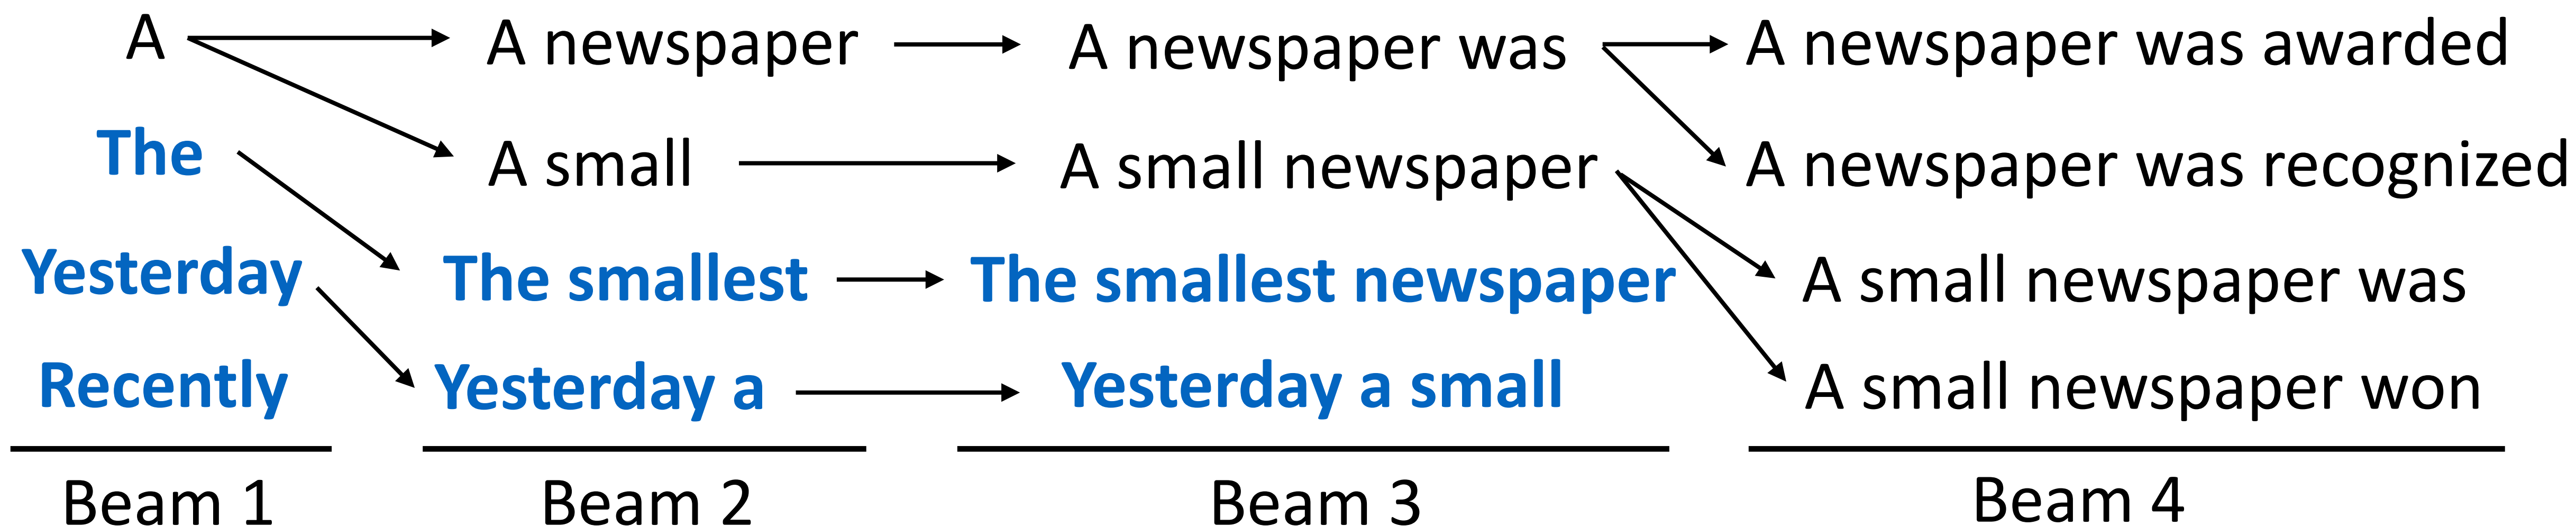 A
A newspaper
A newspaper was
A newspaper was awarded
The
A small
A small newspaper
A newspaper was recognized
Yesterday
The smallest
The smallest newspaper
A small newspaper was
Recently
Yesterday a
Yesterday a small
A small newspaper won
Beam 1
Beam 2
Beam 3
Beam 4